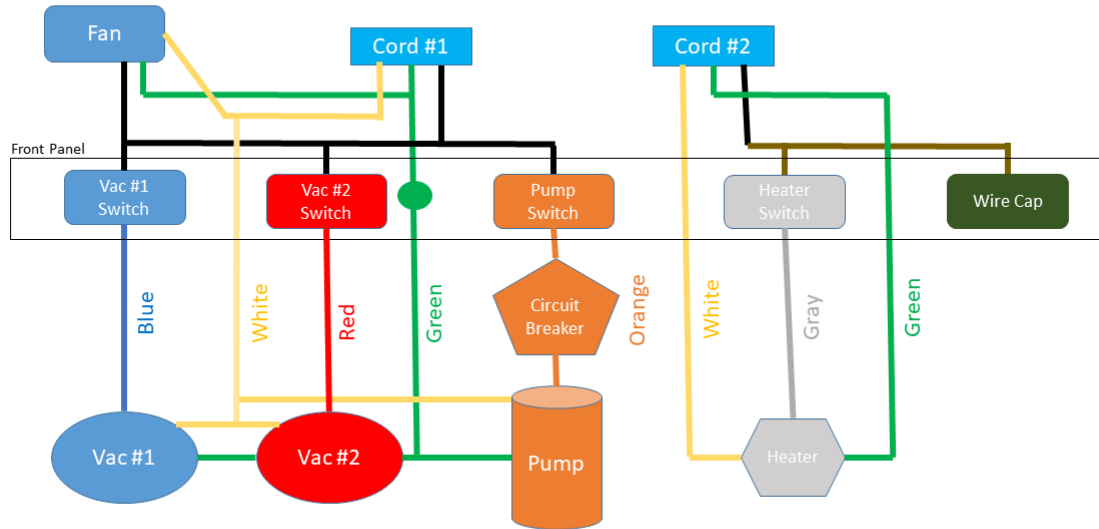 Fan
Cord #1
Cord #2
Front Panel
Vac #1
Switch
Vac #2
Switch
Pump
Switch
Heater
Switch
Wire Cap
Blue
White
Red
Green
Circuit
Breaker
Orange
White
Gray
Green
Vac #1
Vac #2
Pump
Heater